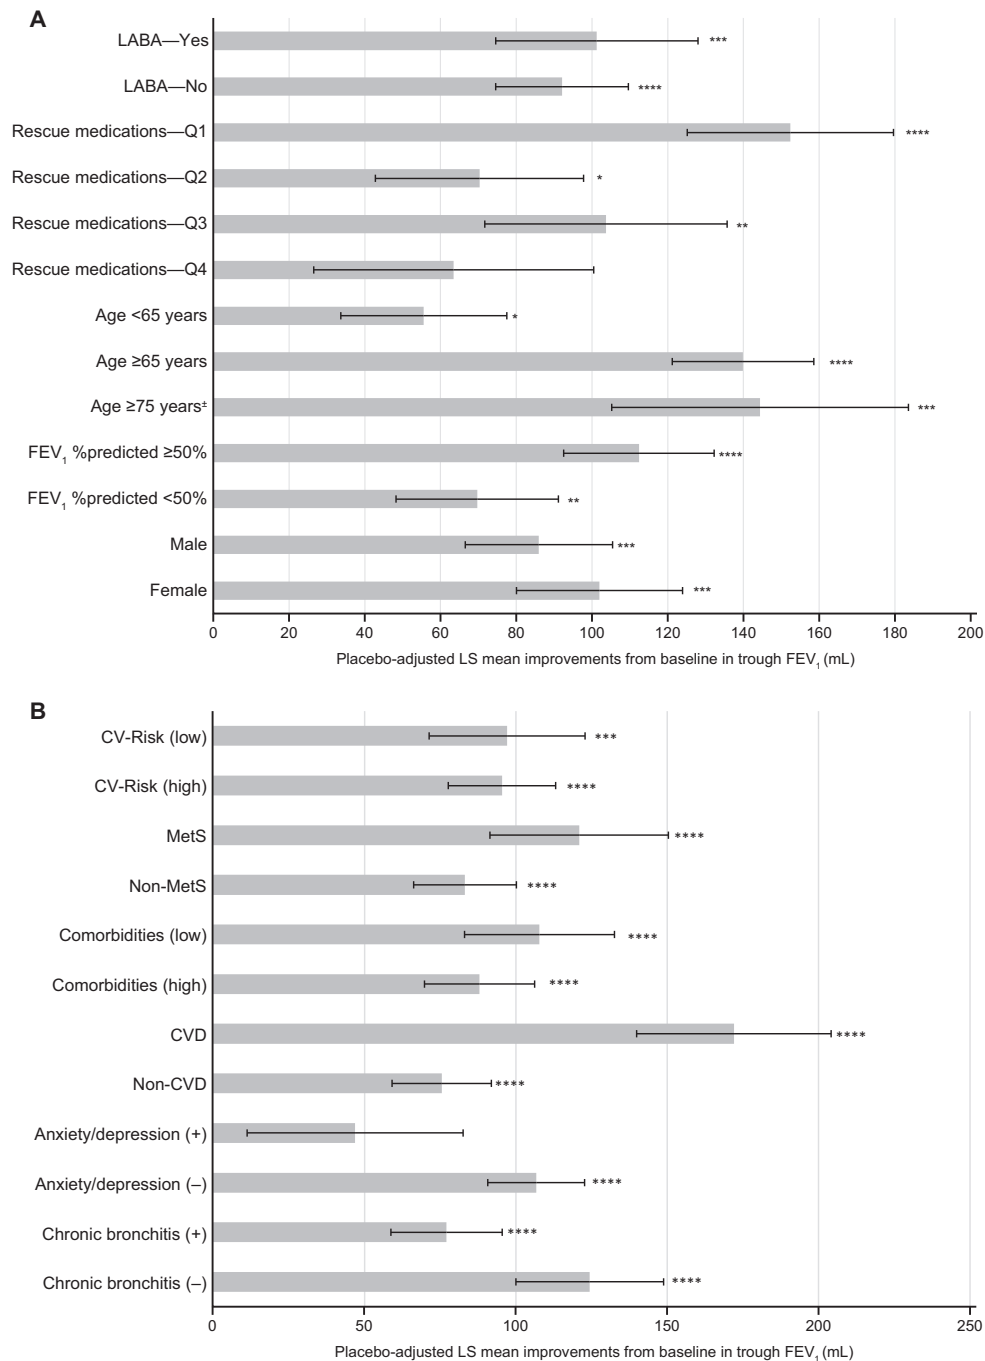 A
LABA—Yes
***
LABA—No
****
Rescue medications—Q1
****
Rescue medications—Q2
*
Rescue medications—Q3
**
Rescue medications—Q4
Age <65 years
*
Age ≥65 years
****
Age ≥75 years±
***
FEV1 %predicted ≥50%
****
FEV1 %predicted <50%
**
Male
***
Female
***
0 20 40 60 80 100 120 140 160 180 200
Placebo-adjusted LS mean improvements from baseline in trough FEV1 (mL)
B
CV-Risk (low)
***
CV-Risk (high)
****
MetS
****
Non-MetS
****
Comorbidities (low)
****
Comorbidities (high)
****
CVD
****
Non-CVD
****
Anxiety/depression (+)
Anxiety/depression (–)
****
Chronic bronchitis (+)
****
Chronic bronchitis (–)
****
0 50 100 150 200 250
Placebo-adjusted LS mean improvements from baseline in trough FEV1 (mL)